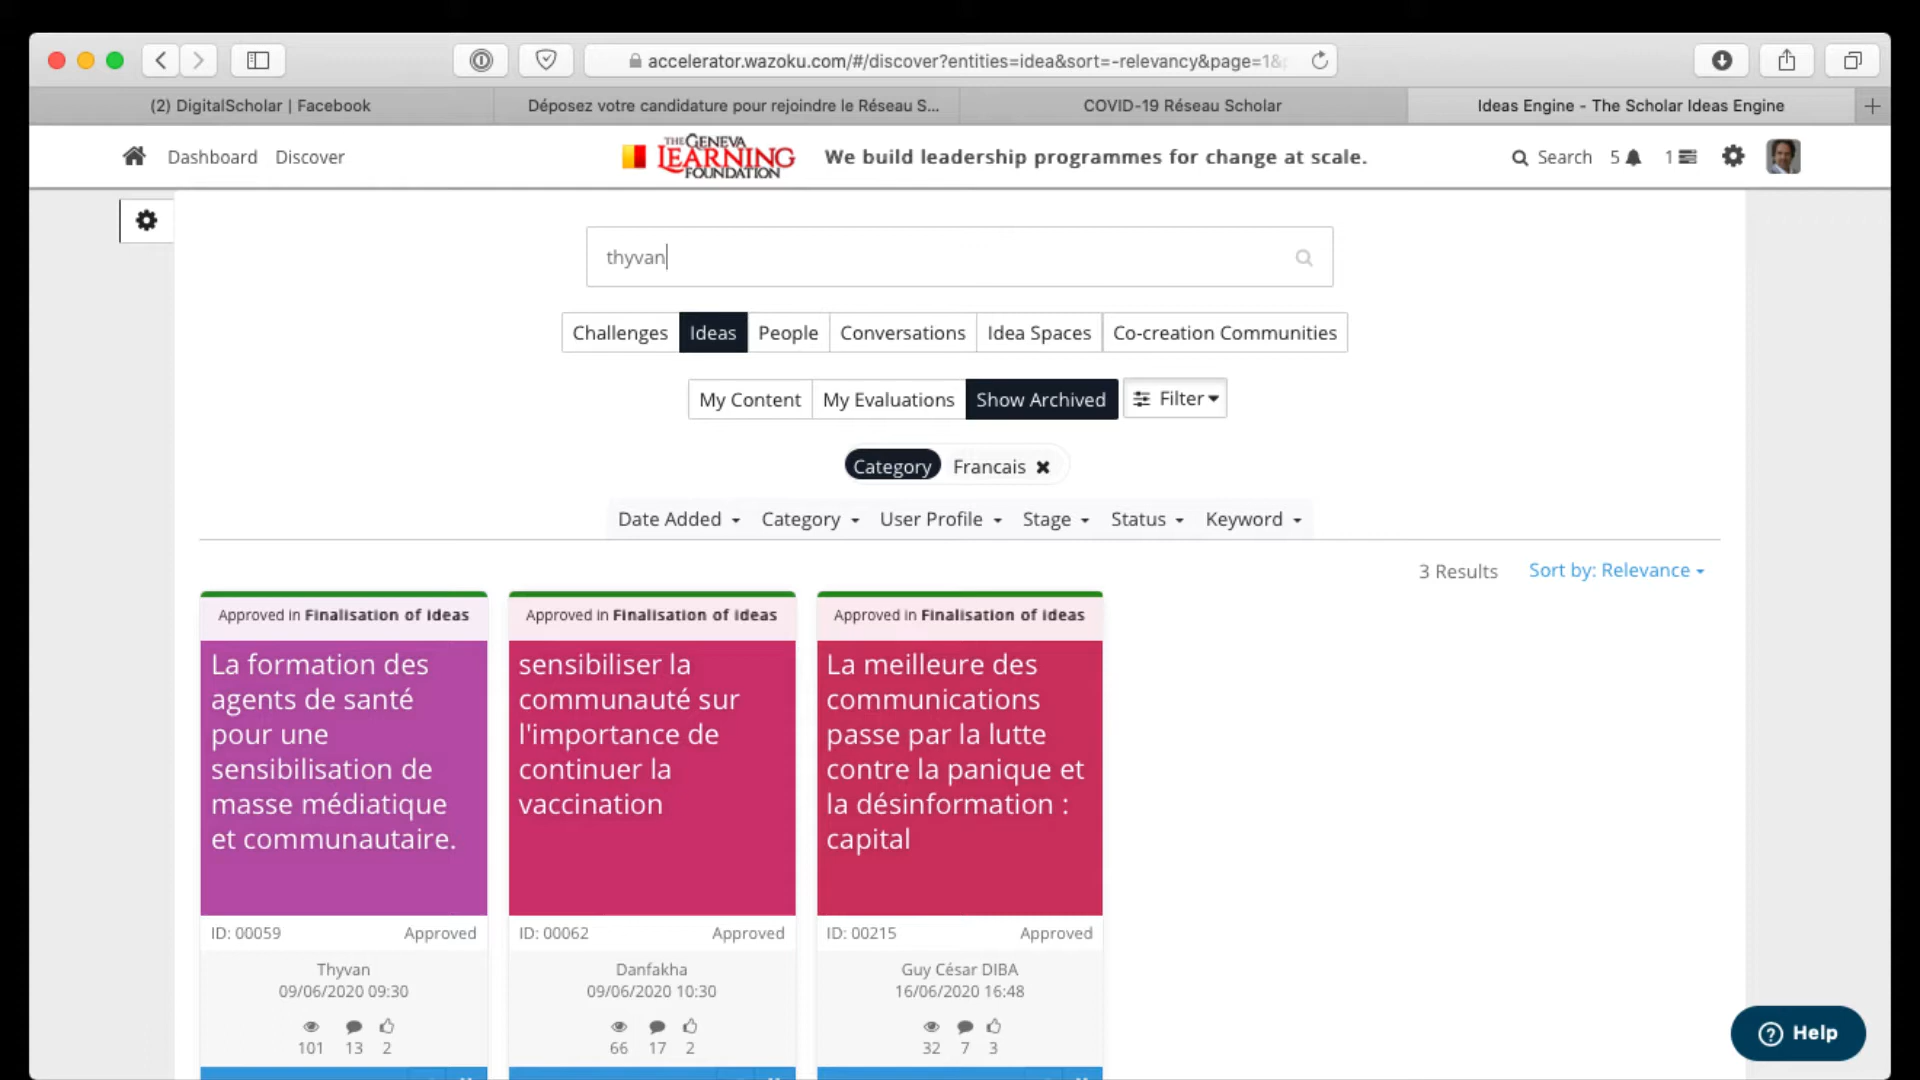 accelerator.wazoku.com/#/discover?entities=idea&sort=-relevancy&page=1&
(2) DigitalScholar | Facebook
Déposez votre candidature pour rejoindre le Réseau S...
COVID-19 Réseau Scholar
Ideas Engine - The Scholar Ideas Engine
Dashboard Discover
THE GENEVA
LEARNING
FOUNDATION
We build leadership programmes for change at scale.
Search 5 1
thyvan
Challenges Ideas People Conversations Idea Spaces Co-creation Communities
My Content My Evaluations Show Archived Filter
Category Francais
Date Added Category User Profile Stage Status Keyword
3 Results Sort by: Relevance
Approved in Finalisation of ideas
La formation des
agents de santé
pour une
sensibilisation de
masse médiatique
et communautaire.
ID: 00059 Approved
Thyvan
09/06/2020 09:30
101 13 2
Approved in Finalisation of ideas
sensibiliser la
communauté sur
l'importance de
continuer la
vaccination
ID: 00062 Approved
Danfakha
09/06/2020 10:30
66 17 2
Approved in Finalisation of ideas
La meilleure des
communications
passe par la lutte
contre la panique et
la désinformation :
capital
ID: 00215 Approved
Guy César DIBA
16/06/2020 16:48
32 7 3
Help